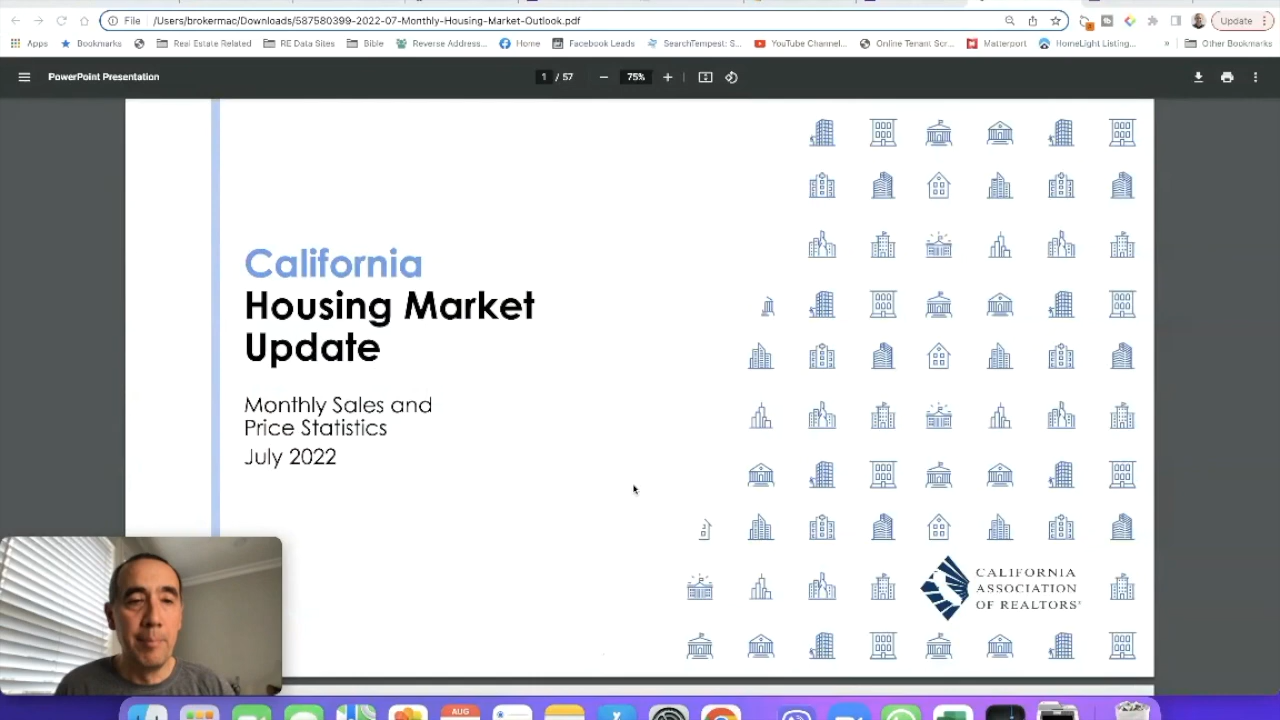 File /Users/brokermac/Downloads/587580399-2022-07-Monthly-Housing-Market-Outlook.pdf
Update
Apps Bookmarks Real Estate Related RE Data Sites Bible Reverse Address... Home Facebook Leads SearchTempest: S... YouTube Channel... Online Tenant Scr... Matterport HomeLight Listing... » Other Bookmarks
PowerPoint Presentation
1 / 57
75%
California
Housing Market
Update
Monthly Sales and
Price Statistics
July 2022
CALIFORNIA
ASSOCIATION
OF REALTORS®
AUG